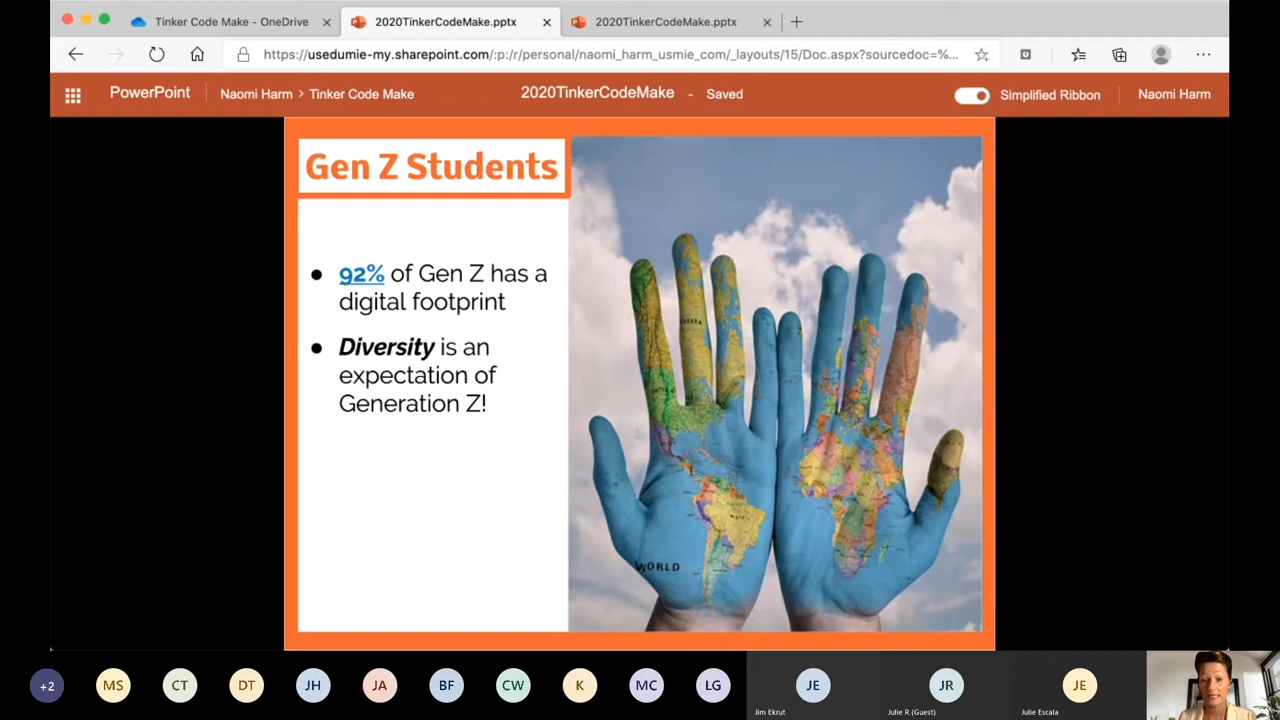 Tinker Code Make - OneDrive
2020TinkerCodeMake.pptx
2020TinkerCodeMake.pptx
https://usedumie-my.sharepoint.com/:p:/r/personal/naomi_harm_usmie_com/_layouts/15/Doc.aspx?sourcedoc=%...
PowerPoint
Naomi Harm > Tinker Code Make
2020TinkerCodeMake - Saved
Simplified Ribbon
Naomi Harm
Gen Z Students
● 92% of Gen Z has a
digital footprint
● Diversity is an
expectation of
Generation Z!
WORLD
+2
MS
CT
DT
JH
JA
BF
CW
K
MC
LG
JE
Jim Ekrut
JR
Julie R (Guest)
JE
Julie Escala